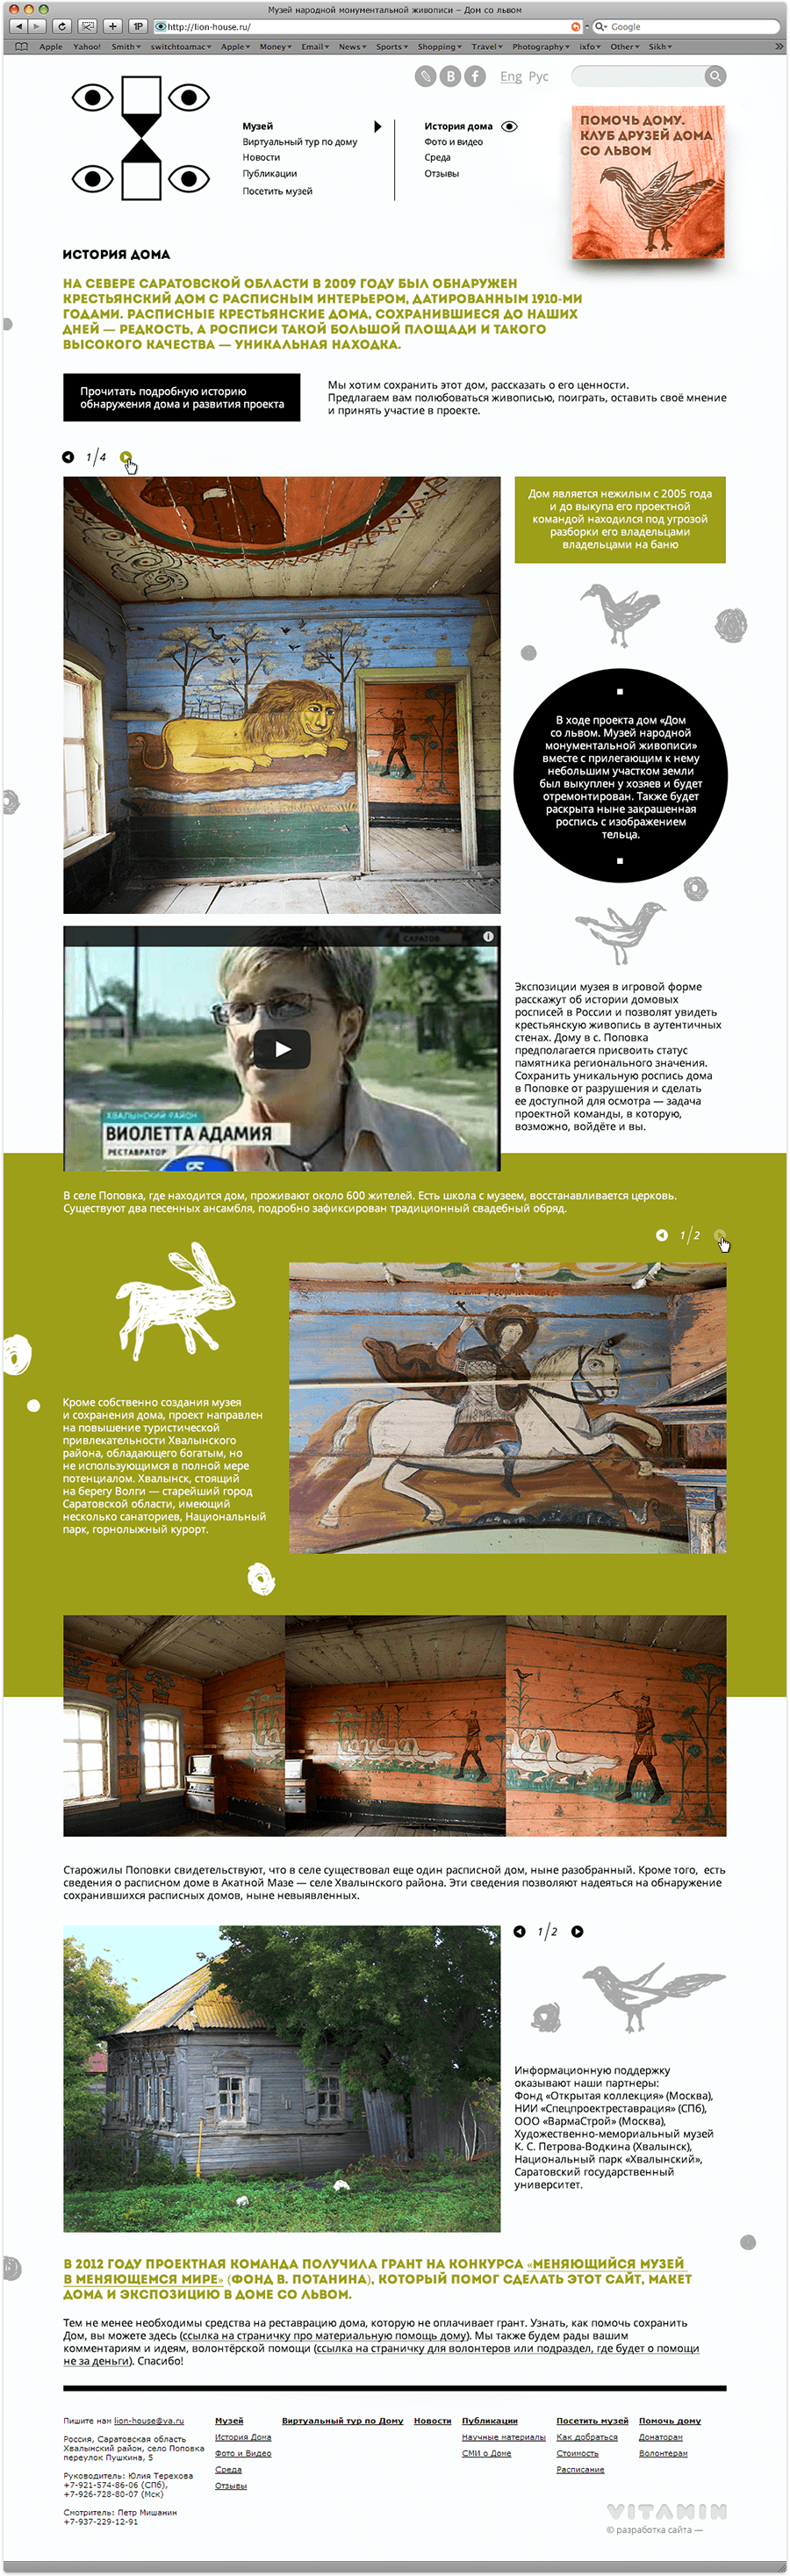 Музей народной монументальной живописи – Дом со львом
http://lion-house.ru/
Google
Apple Yahoo! Smith switchtoamac Apple Money Email News Sports Shopping Travel Photography ixfo Other Sikh
1P
B f
Eng Рус
Музей
Виртуальный тур по дому
Новости
Публикации
Посетить музей
История дома
Фото и видео
Среда
Отзывы
ПОМОЧЬ ДОМУ.
КЛУБ ДРУЗЕЙ ДОМА
СО ЛЬВОМ
ИСТОРИЯ ДОМА
НА СЕВЕРЕ САРАТОВСКОЙ ОБЛАСТИ В 2009 ГОДУ БЫЛ ОБНАРУЖЕН
КРЕСТЬЯНСКИЙ ДОМ С РАСПИСНЫМ ИНТЕРЬЕРОМ, ДАТИРОВАННЫМ 1910-МИ
ГОДАМИ. РАСПИСНЫЕ КРЕСТЬЯНСКИЕ ДОМА, СОХРАНИВШИЕСЯ ДО НАШИХ
ДНЕЙ — РЕДКОСТЬ, А РОСПИСИ ТАКОЙ БОЛЬШОЙ ПЛОЩАДИ И ТАКОГО
ВЫСОКОГО КАЧЕСТВА — УНИКАЛЬНАЯ НАХОДКА.
Прочитать подробную историю
обнаружения дома и развития проекта
Мы хотим сохранить этот дом, рассказать о его ценности.
Предлагаем вам полюбоваться живописью, поиграть, оставить своё мнение
и принять участие в проекте.
1/4
Дом является нежилым с 2005 года
и до выкупа его проектной
командой находился под угрозой
разборки его владельцами
владельцами на баню
В ходе проекта дом «Дом
со львом. Музей народной
монументальной живописи»
вместе с прилегающим к нему
небольшим участком земли
был выкуплен у хозяев и будет
отремонтирован. Также будет
раскрыта ныне закрашенная
роспись с изображением
тельца.
САРАТОВ
ХВАЛЫНСКИЙ РАЙОН
ВИОЛЕТТА АДАМИЯ
РЕСТАВРАТОР
Экспозиции музея в игровой форме
расскажут об истории домовых
росписей в России и позволят увидеть
крестьянскую живопись в аутентичных
стенах. Дому в с. Поповка
предполагается присвоить статус
памятника регионального значения.
Сохранить уникальную роспись дома
в Поповке от разрушения и сделать
ее доступной для осмотра — задача
проектной команды, в которую,
возможно, войдёте и вы.
В селе Поповка, где находится дом, проживают около 600 жителей. Есть школа с музеем, восстанавливается церковь.
Существуют два песенных ансамбля, подробно зафиксирован традиционный свадебный обряд.
1/2
Кроме собственно создания музея
и сохранения дома, проект направлен
на повышение туристической
привлекательности Хвалынского
района, обладающего богатым, но
не использующимся в полной мере
потенциалом. Хвалынск, стоящий
на берегу Волги — старейший город
Саратовской области, имеющий
несколько санаториев, Национальный
парк, горнолыжный курорт.
Старожилы Поповки свидетельствуют, что в селе существовал еще один расписной дом, ныне разобранный. Кроме того, есть
сведения о расписном доме в Акатной Мазе — селе Хвалынского района. Эти сведения позволяют надеяться на обнаружение
сохранившихся расписных домов, ныне невыявленных.
1/2
Информационную поддержку
оказывают наши партнеры:
Фонд «Открытая коллекция» (Москва),
НИИ «Спецпроектреставрация» (СПб),
ООО «ВармаСтрой» (Москва),
Художественно-мемориальный музей
К. С. Петрова-Водкина (Хвалынск),
Национальный парк «Хвалынский»,
Саратовский государственный
университет.
В 2012 ГОДУ ПРОЕКТНАЯ КОМАНДА ПОЛУЧИЛА ГРАНТ НА КОНКУРСА «МЕНЯЮЩИЙСЯ МУЗЕЙ
В МЕНЯЮЩЕМСЯ МИРЕ» (ФОНД В. ПОТАНИНА), КОТОРЫЙ ПОМОГ СДЕЛАТЬ ЭТОТ САЙТ, МАКЕТ
ДОМА И ЭКСПОЗИЦИЮ В ДОМЕ СО ЛЬВОМ.
Тем не менее необходимы средства на реставрацию дома, которую не оплачивает грант. Узнать, как помочь сохранить
Дом, вы можете здесь (ссылка на страничку про материальную помощь дому). Мы также будем рады вашим
комментариям и идеям, волонтёрской помощи (ссылка на страничку для волонтеров или подраздел, где будет о помощи
не за деньги). Спасибо!
Пишите нам lion-house@va.ru
Россия, Саратовская область
Хвалынский район, село Поповка
переулок Пушкина, 5
Руководитель: Юлия Терехова
+7-921-574-86-06 (СПб),
+7-926-728-80-07 (Мск)
Смотритель: Петр Мишанин
+7-937-229-12-91
Музей
История Дома
Фото и Видео
Среда
Отзывы
Виртуальный тур по Дому
Новости
Публикации
Научные материалы
СМИ о Доме
Посетить музей
Как добраться
Стоимость
Расписание
Помочь дому
Донаторам
Волонтерам
VITAMIN
© разработка сайта —